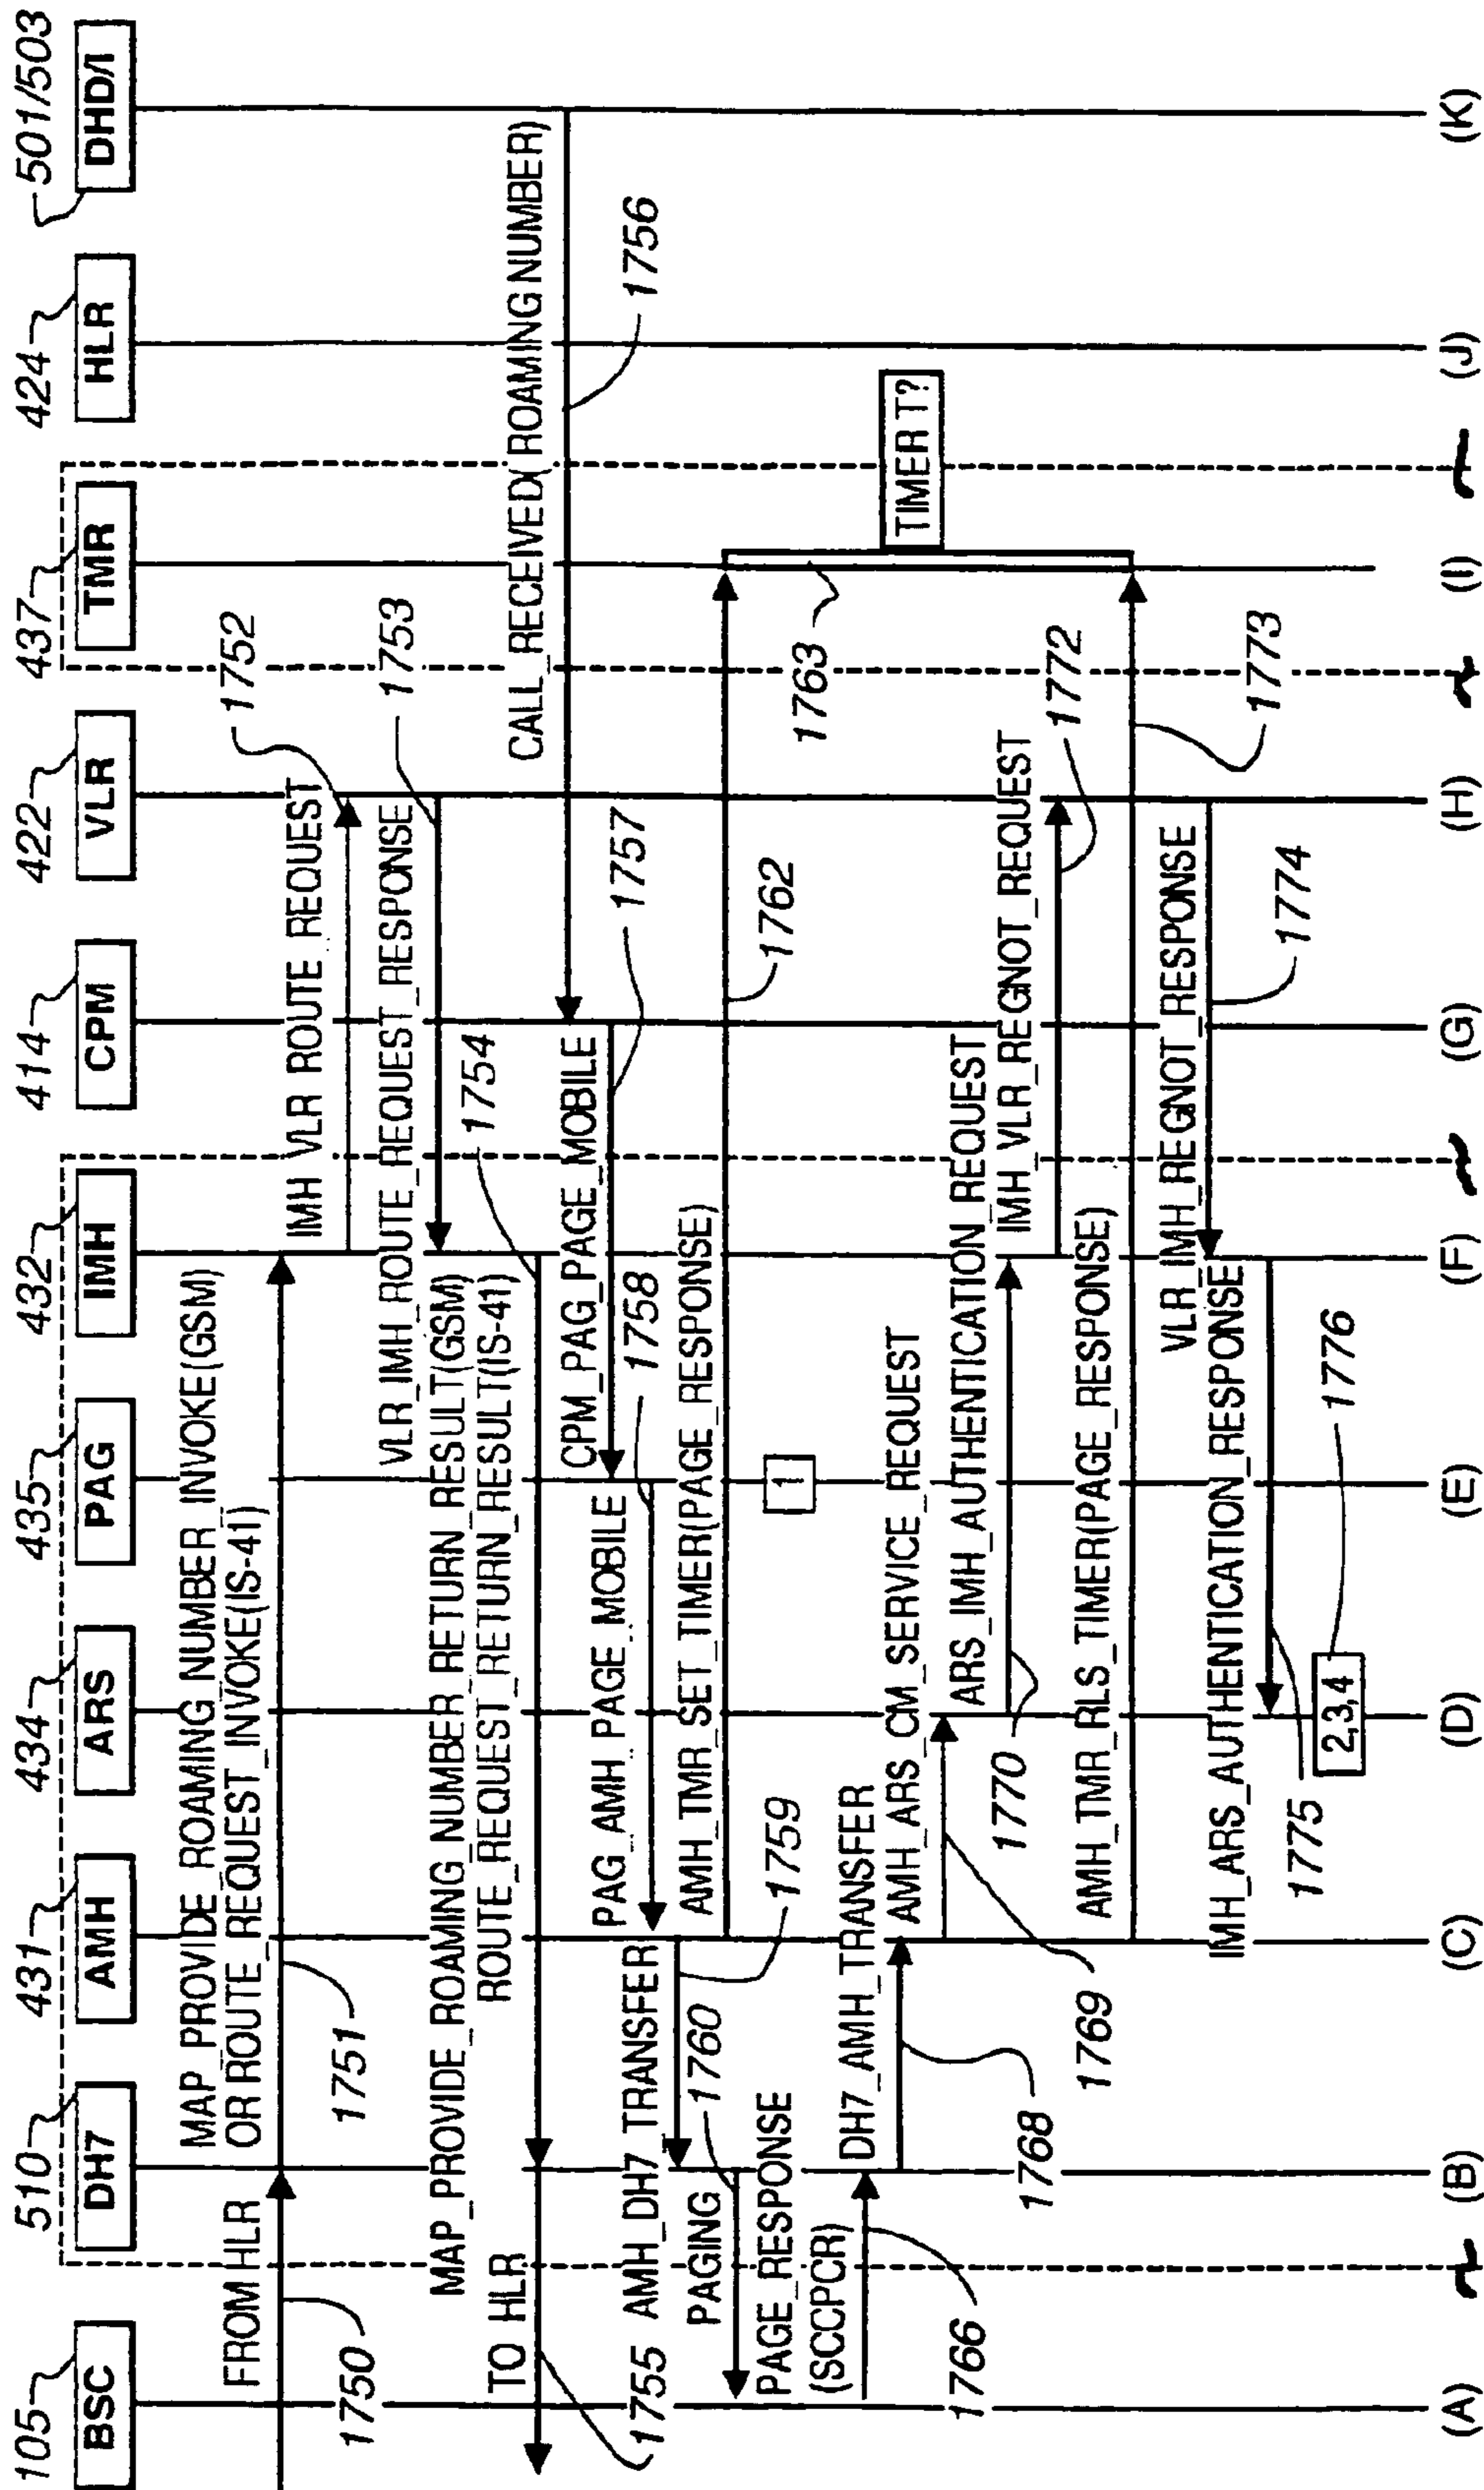 105 510 431 434 435 432 414 422 437 424 501/503
BSC DH7 AMH ARS PAG IMH CPM VLR TMR HLR DHD/I
FROM HLR
1750
MAP_PROVIDE_ROAMING_NUMBER_INVOKE(GSM)
OR ROUTE_REQUEST_INVOKE(IS-41)
1751
IMH VLR ROUTE_REQUEST
1752
VLR_IMH_ROUTE_REQUEST_RESPONSE
1753
MAP_PROVIDE_ROAMING_NUMBER_RETURN_RESULT(GSM)
ROUTE_REQUEST_RETURN_RESULT(IS-41)
1754
TO HLR
1755
CALL_RECEIVED(ROAMING NUMBER)
1756
CPM_PAG_PAGE_MOBILE
1757
PAG_AMH_PAGE_MOBILE
1758
AMH_DH7_TRANSFER
1759
PAGING
1760
AMH_TMR_SET_TIMER(PAGE_RESPONSE)
1762
1763
TIMER T?
1
PAGE_RESPONSE
(SCCPCR)
1766
DH7_AMH_TRANSFER
1768
AMH_ARS_CM_SERVICE_REQUEST
1769
ARS_IMH_AUTHENTICATION_REQUEST
1770
IMH_VLR_REGNOT_REQUEST
1772
AMH_TMR_RLS_TIMER(PAGE_RESPONSE)
1773
VLR_IMH_REGNOT_RESPONSE
1774
IMH_ARS_AUTHENTICATION_RESPONSE
1775
2,3,4
1776
(A) (B) (C) (D) (E) (F) (G) (H) (I) (J) (K)